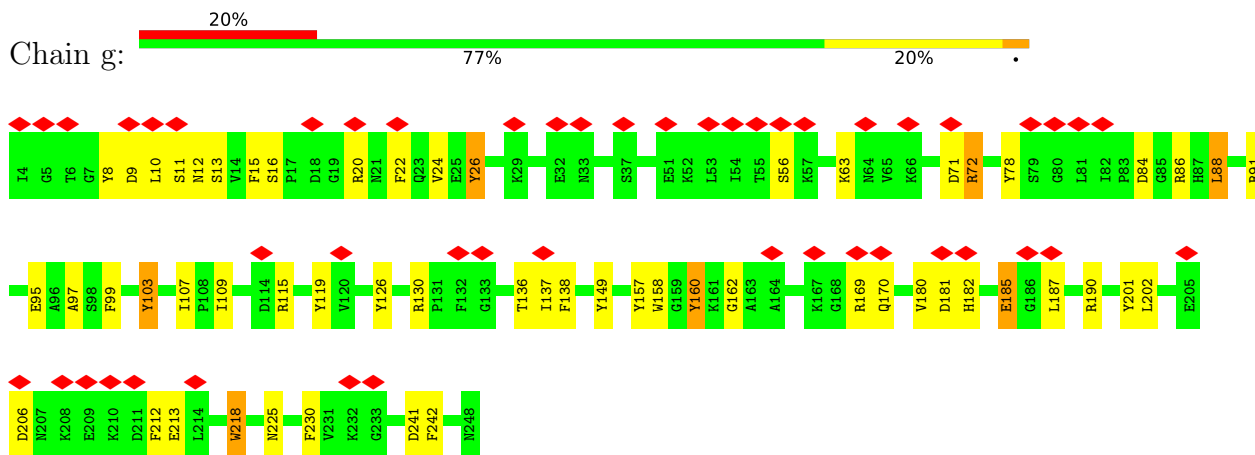 20%
Chain g:
77% 20% .
I4 G5 T6 G7 Y8 D9 L10 S11 N12 S13 V14 F15 S16 P17 D18 G19 R20 N21 F22 Q23 V24 E25 Y26 K29 E32 N33 S37 E51 K52 L53 I54 T55 S56 K57 K63 N64 V65 K66 D71 R72 Y78 S79 G80 L81 I82 P83 D84 G85 R86 H87 L88 R91
E95 A96 A97 S98 F99 Y103 I107 P108 I109 D114 R115 Y119 V120 Y126 R130 P131 F132 G133 T136 I137 F138 Y149 Y157 W158 G159 Y160 K161 G162 A163 A164 K167 G168 R169 Q170 V180 D181 H182 E185 G186 L187 R190 Y201 L202 E205
D206 N207 K208 E209 K210 D211 F212 E213 L214 W218 N225 F230 V231 K232 G233 D241 F242 N248